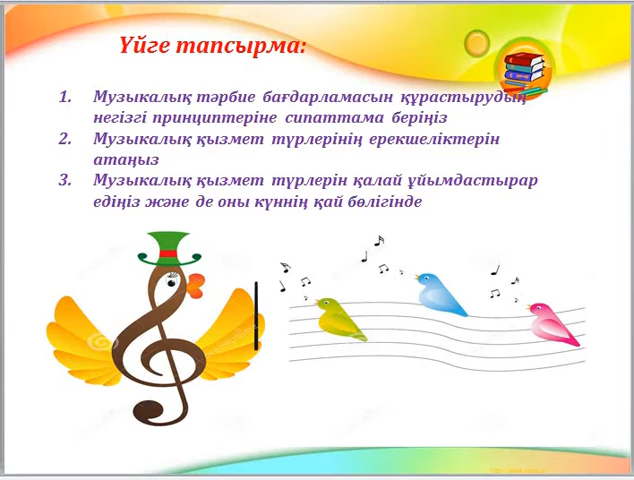 Үйге тапсырма:
1. Музыкалық тәрбие бағдарламасын құрастырудың
негізгі принциптеріне сипаттама беріңіз
2. Музыкалық қызмет түрлерінің ерекшеліктерін
атаңыз
3. Музыкалық қызмет түрлерін қалай ұйымдастырар
едіңіз және де оны күннің қай бөлігінде